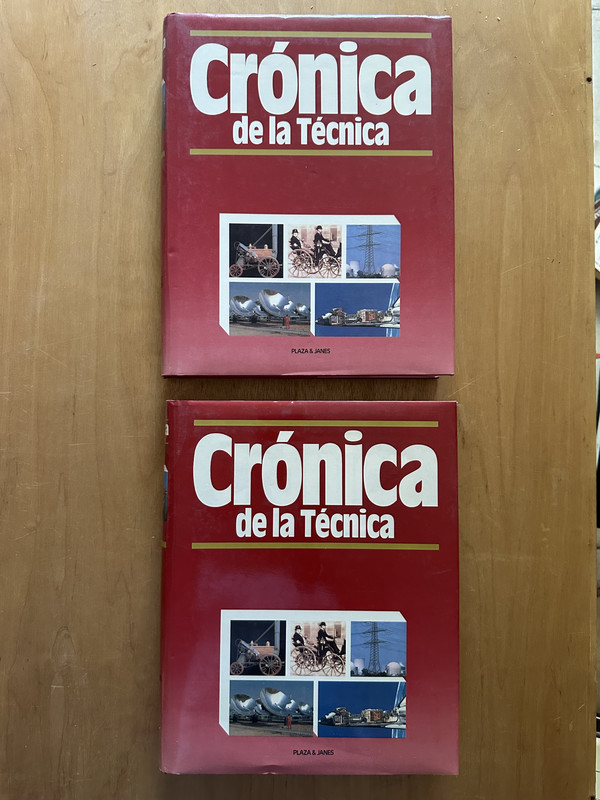 Crónica
de la Técnica
PLAZA & JANES
Crónica
de la Técnica
PLAZA & JANES